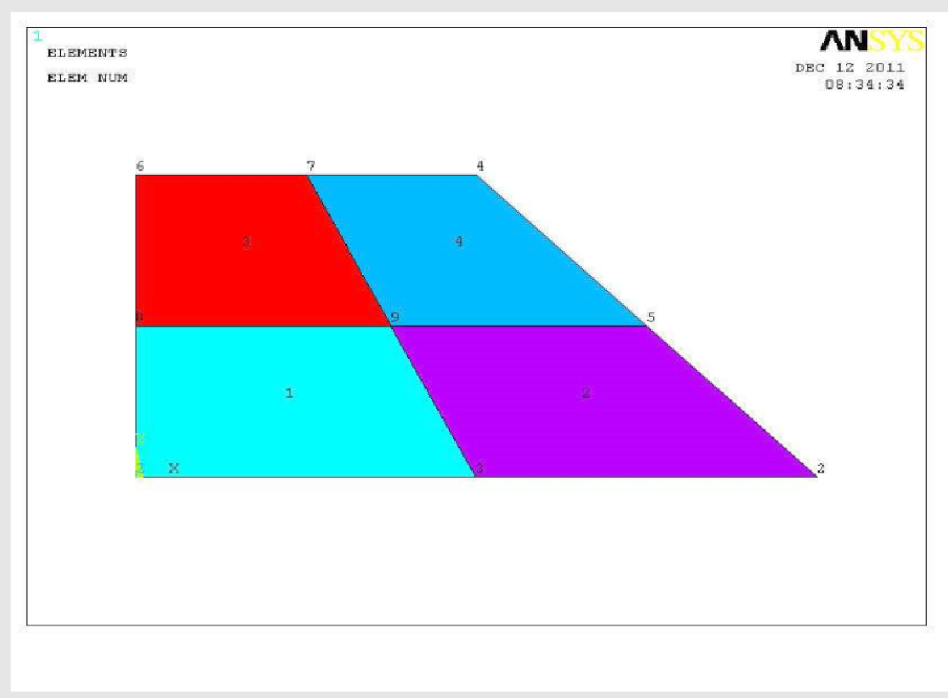 1
ELEMENTS
ELEM NUM
ANSYS
DEC 12 2011
08:34:34
6 7 4
3 4
8 9 5
1 2
X 3 2